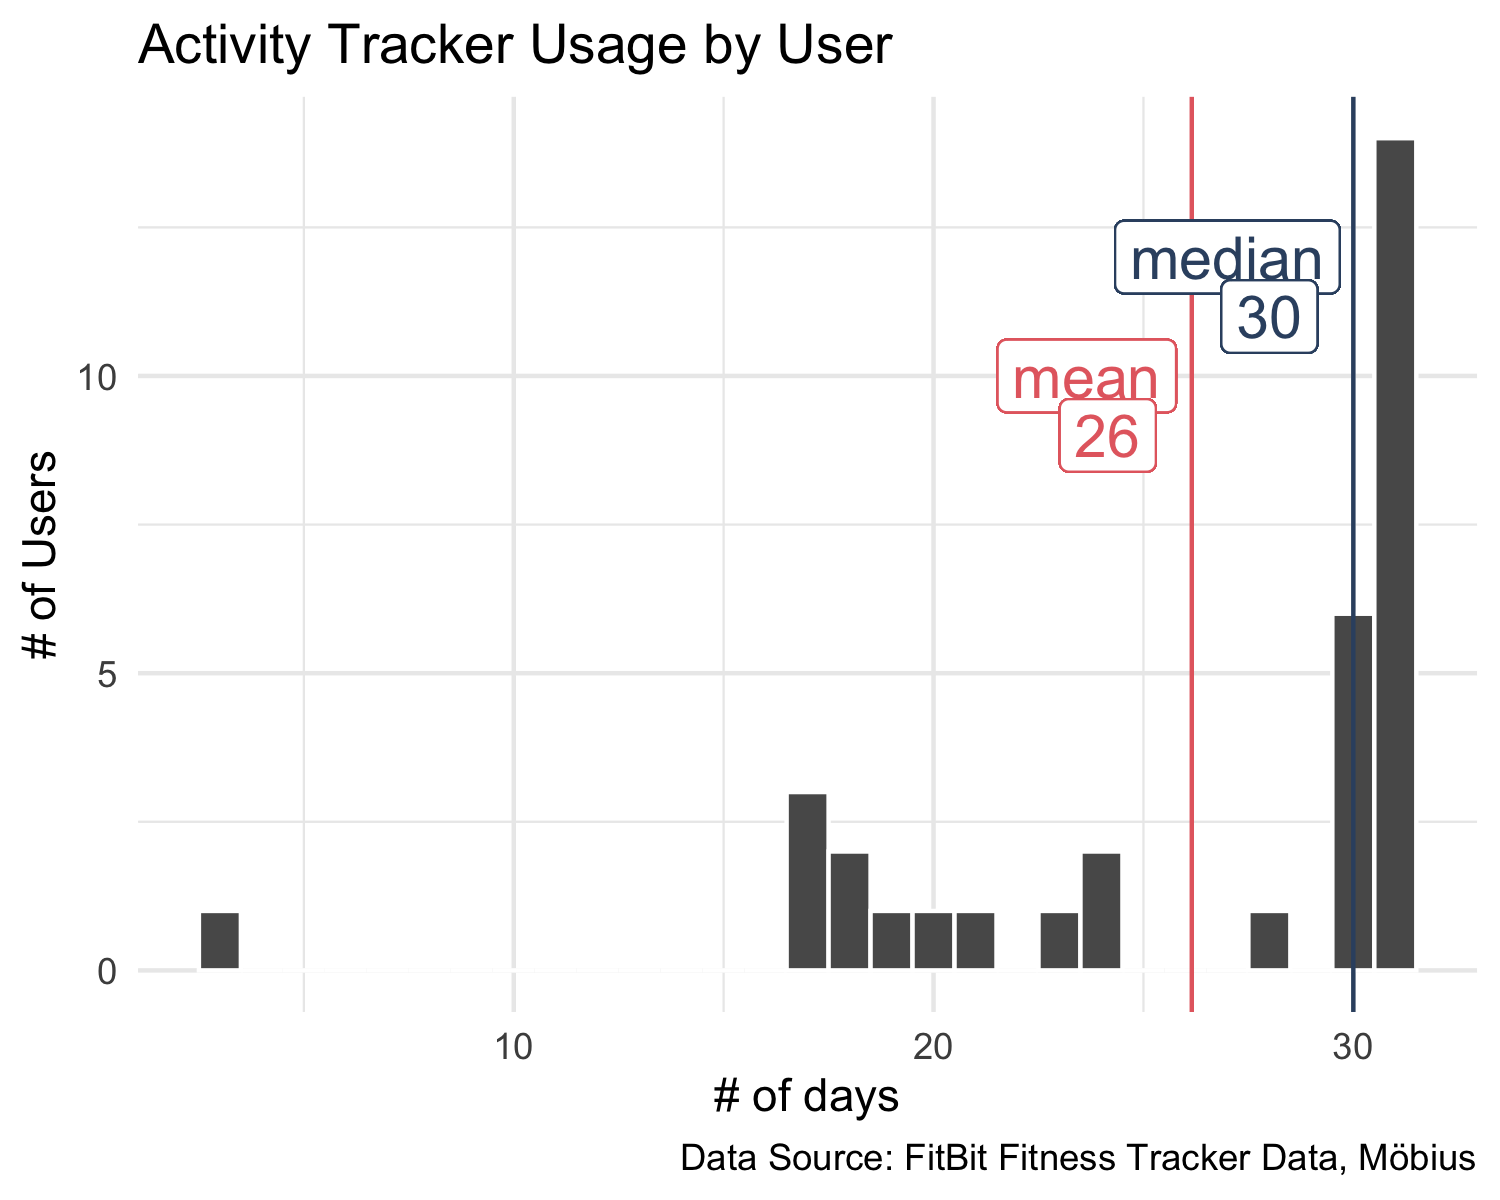 Activity Tracker Usage by User
median
30
mean
26
10
5
0
# of Users
10 20 30
# of days
Data Source: FitBit Fitness Tracker Data, Möbius